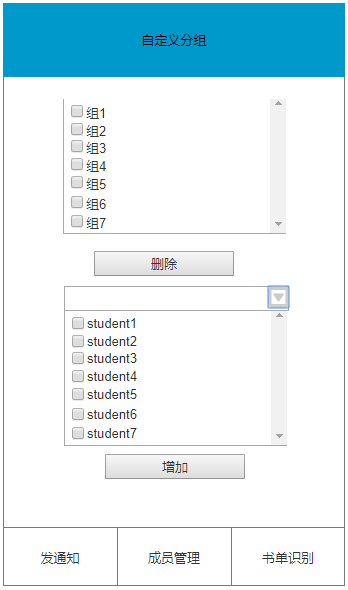 自定义分组
组1
组2
组3
组4
组5
组6
组7
删除
student1
student2
student3
student4
student5
student6
student7
增加
发通知 成员管理 书单识别